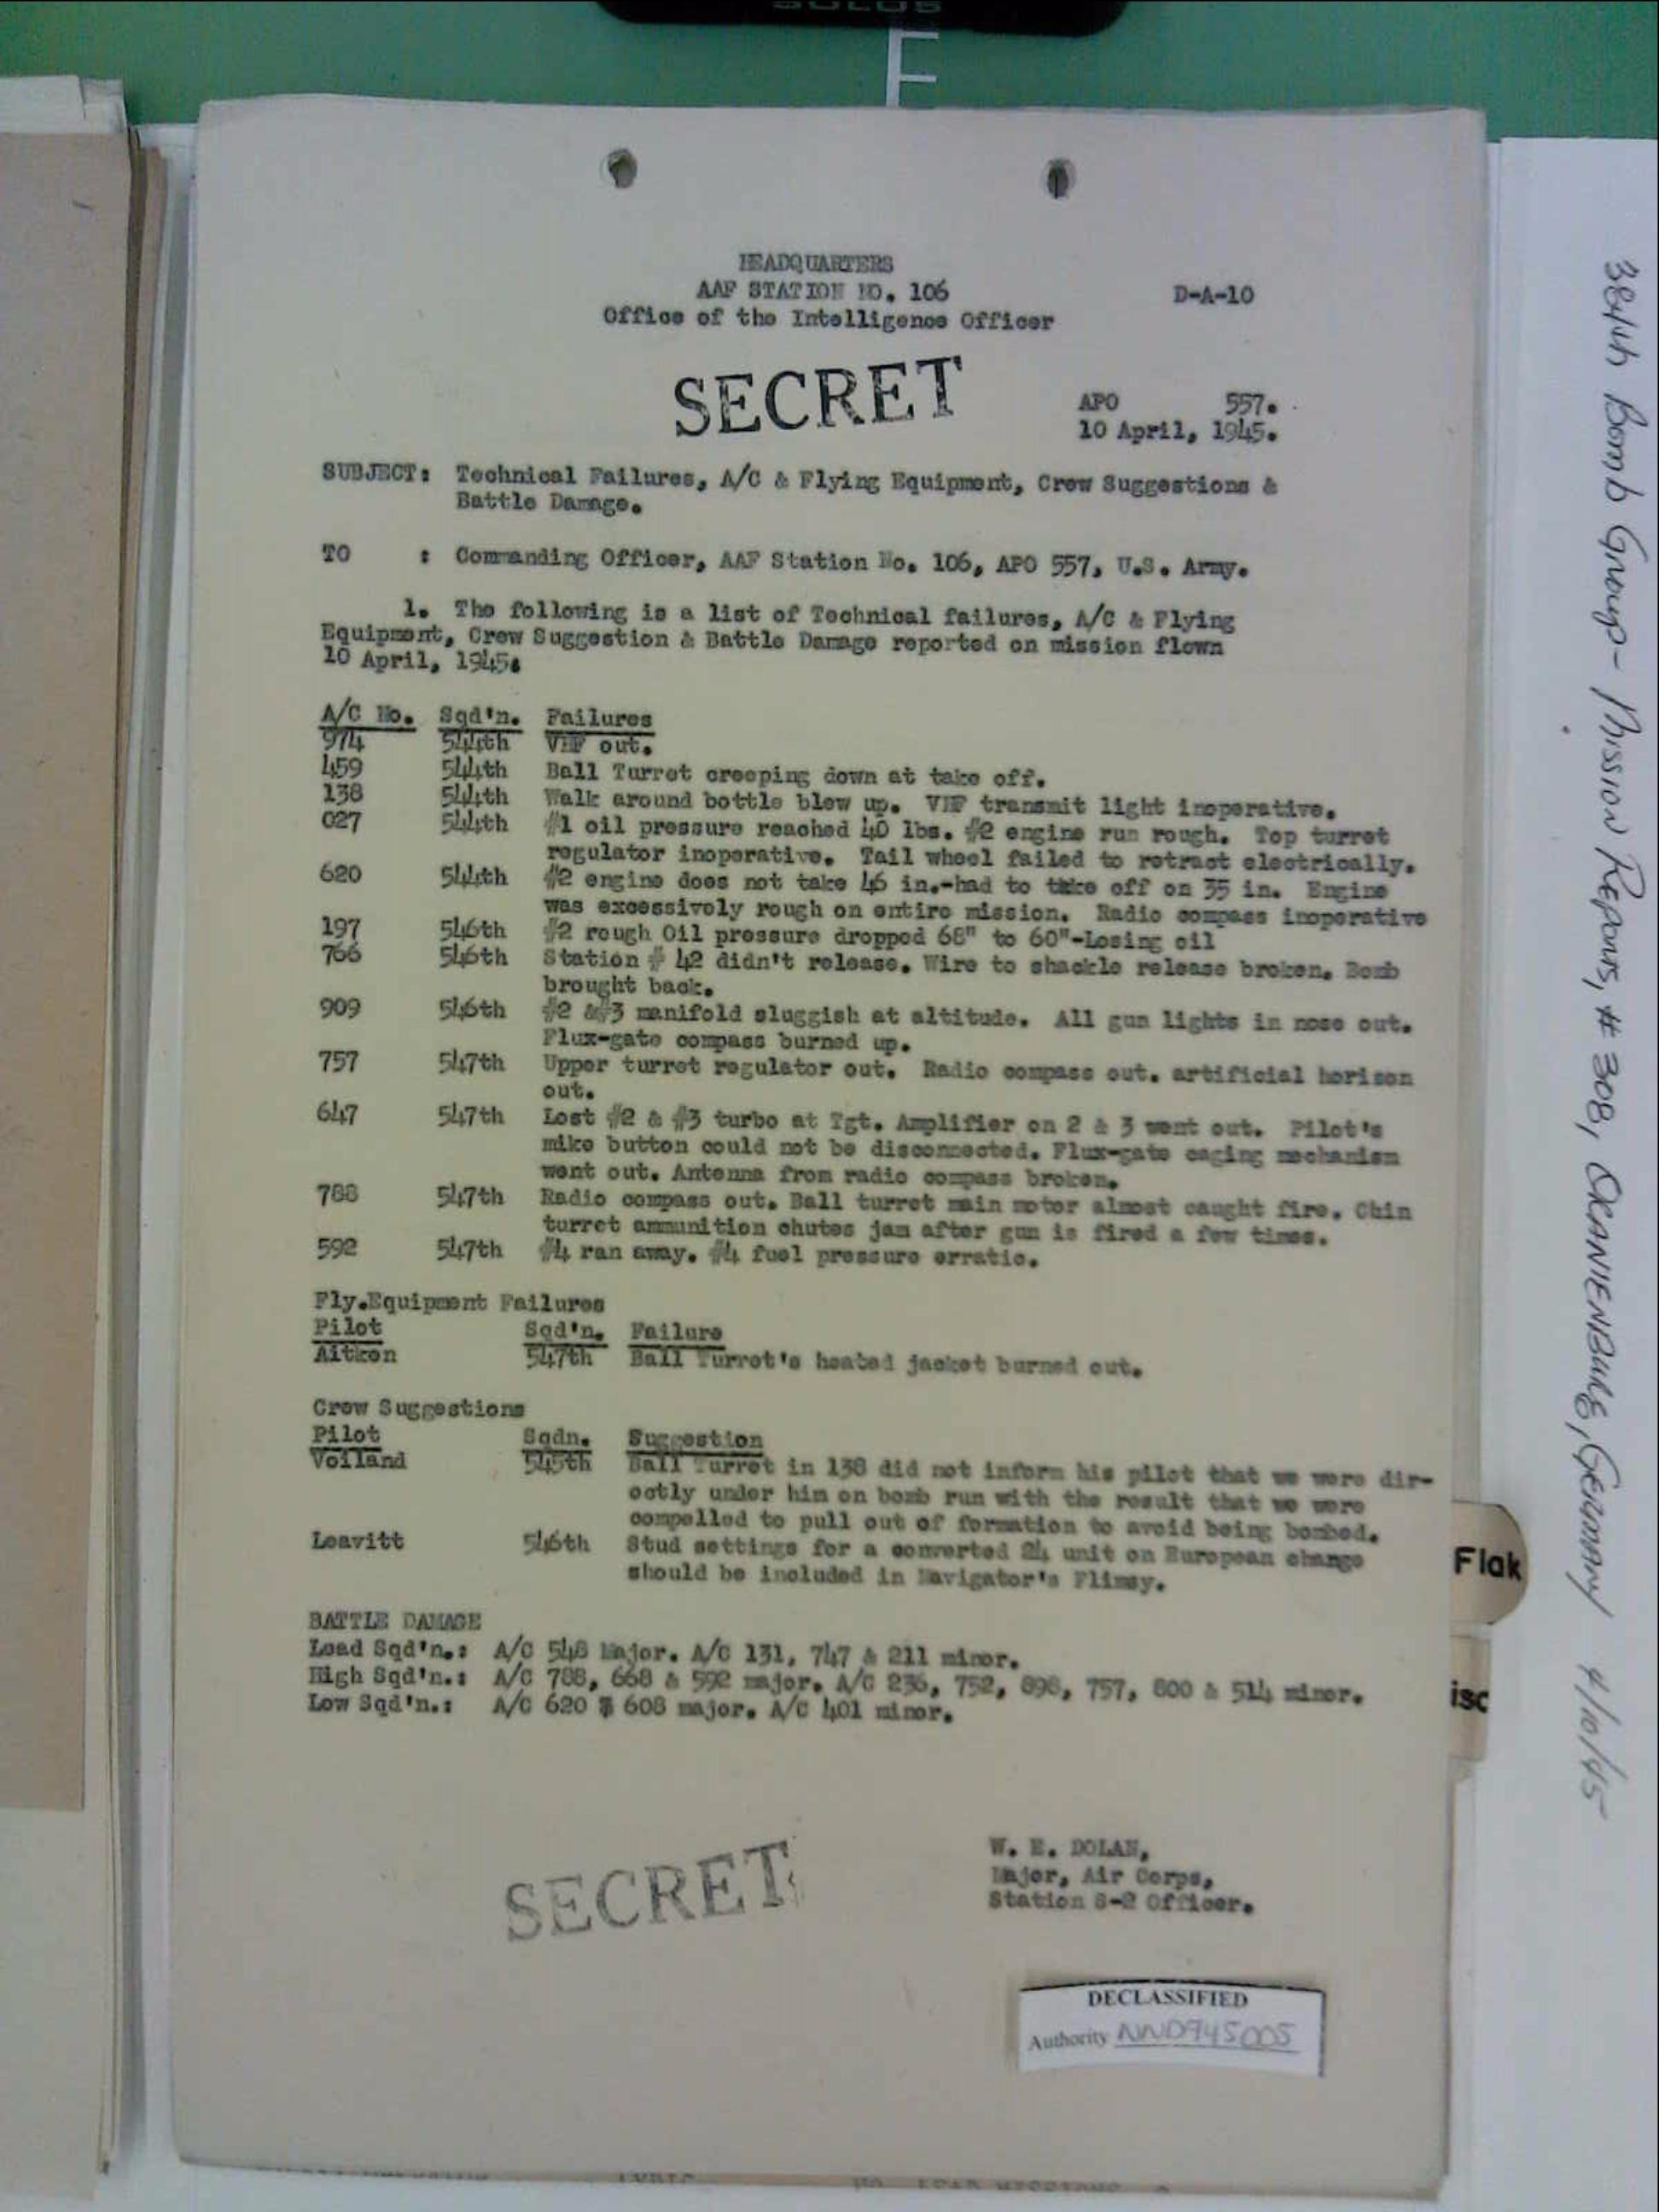 HEADQUARTERS
AAF STATION NO. 106
D-A-10
Office of the Intelligence Officer
SECRET
APO 557.
10 April, 1945.
SUBJECT: Technical Failures, A/C & Flying Equipment, Crew Suggestions &
Battle Damage.
TO : Commanding Officer, AAF Station No. 106, APO 557, U.S. Army.
1. The following is a list of Technical failures, A/C & Flying
Equipment, Crew Suggestion & Battle Damage reported on mission flown
10 April, 1945:
A/C No. Sqd'n. Failures
974 544th VHF out.
459 544th Ball Turret creeping down at take off.
138 544th Walk around bottle blew up. VHF transmit light inoperative.
027 544th #1 oil pressure reached 40 lbs. #2 engine run rough. Top turret
regulator inoperative. Tail wheel failed to retract electrically.
620 544th #2 engine does not take 46 in.-had to take off on 35 in. Engine
was excessively rough on entire mission. Radio compass inoperative
197 546th #2 rough Oil pressure dropped 68" to 60"-Losing oil
766 546th Station # 42 didn't release. Wire to shackle release broken. Bomb
brought back.
909 546th #2 &#3 manifold sluggish at altitude. All gun lights in nose out.
Flux-gate compass burned up.
757 547th Upper turret regulator out. Radio compass out. artificial horizon
out.
647 547th Lost #2 & #3 turbo at Tgt. Amplifier on 2 & 3 went out. Pilot's
mike button could not be disconnected. Flux-gate caging mechanism
went out. Antenna from radio compass broken.
788 547th Radio compass out. Ball turret main motor almost caught fire. Chin
turret ammunition chutes jam after gun is fired a few times.
592 547th #4 ran away. #4 fuel pressure erratic.
Fly.Equipment Failures
Pilot Sqd'n. Failure
Aitken 547th Ball Turret's heated jacket burned out.
Crew Suggestions
Pilot Sqdn. Suggestion
Voiland 545th Ball Turret in 138 did not inform his pilot that we were dir-
ectly under him on bomb run with the result that we were
compelled to pull out of formation to avoid being bombed.
Leavitt 546th Stud settings for a converted 24 unit on European change
should be included in Navigator's Flimsy.
BATTLE DAMAGE
Lead Sqd'n.: A/C 548 Major. A/C 131, 747 & 211 minor.
High Sqd'n.: A/C 788, 668 & 592 major. A/C 236, 752, 898, 757, 800 & 514 minor.
Low Sqd'n.: A/C 620 & 608 major. A/C 401 minor.
W. E. DOLAN,
Major, Air Corps,
Station S-2 Officer.
SECRET
DECLASSIFIED
Authority NND945005
384th Bomb Group- Mission Reports, # 308, ORANIENBURG, Germany 4/10/45
Flak
isc